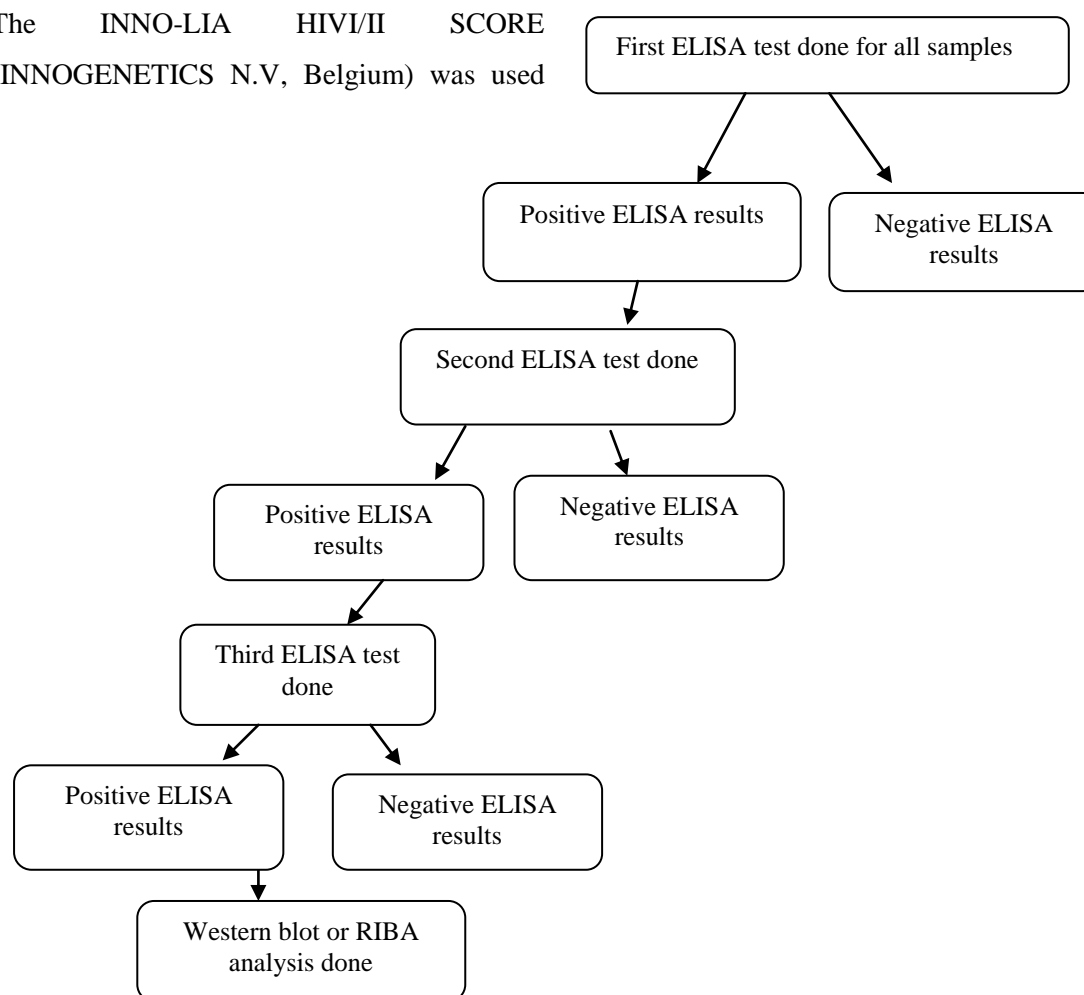 The INNO-LIA HIVI/II SCORE
INNOGENETICS N.V, Belgium) was used
First ELISA test done for all samples
Positive ELISA results
Negative ELISA
results
Second ELISA test done
Positive ELISA
results
Negative ELISA
results
Third ELISA test
done
Positive ELISA
results
Negative ELISA
results
Western blot or RIBA
analysis done